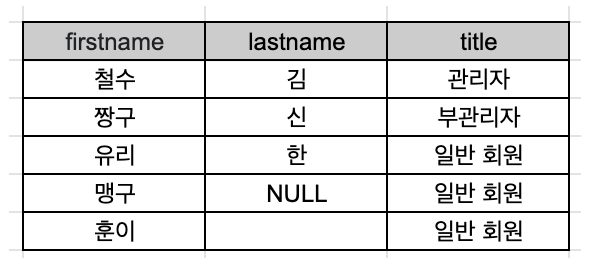 firstname lastname title
철수 김 관리자
짱구 신 부관리자
유리 한 일반 회원
맹구 NULL 일반 회원
훈이 일반 회원